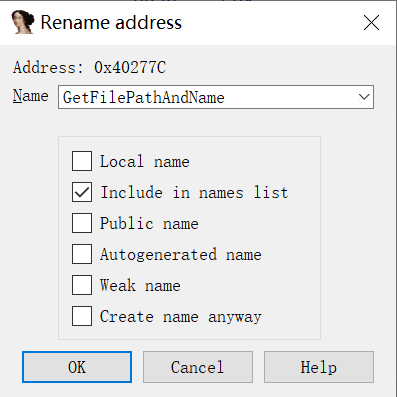 Rename address
Address: 0x40277C
Name GetFilePathAndName
Local name
Include in names list
Public name
Autogenerated name
Weak name
Create name anyway
OK Cancel Help